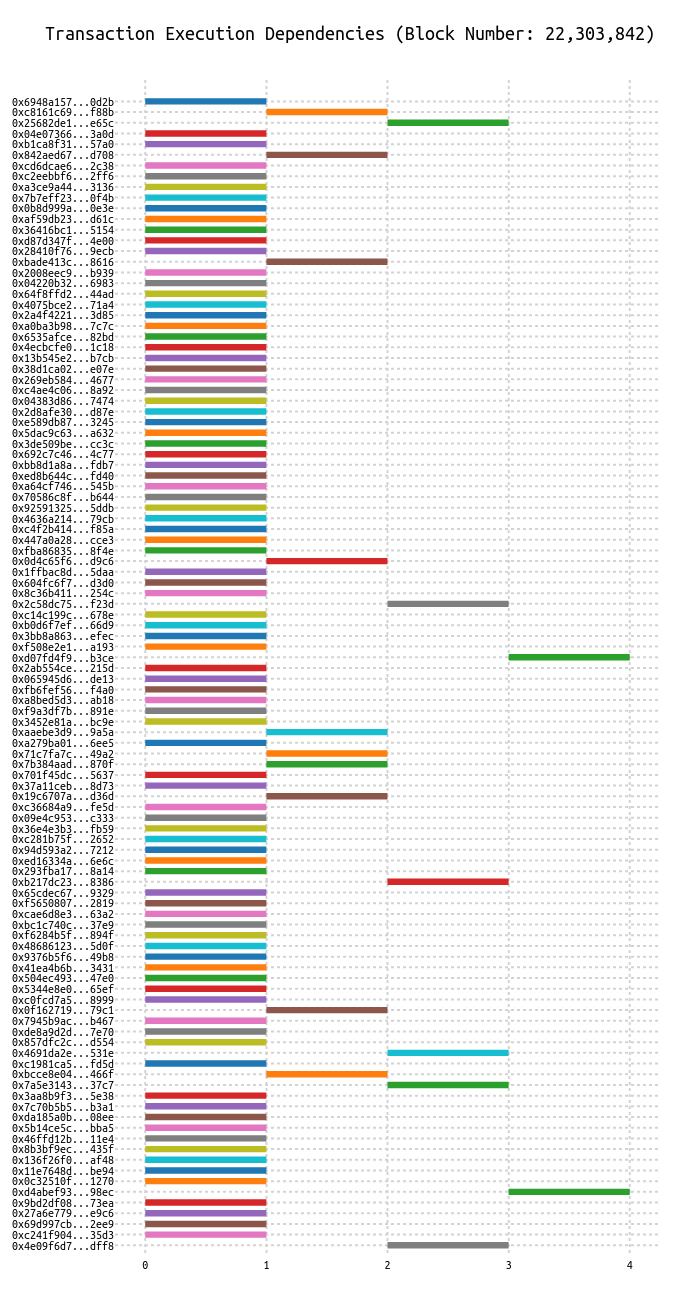 Transaction Execution Dependencies (Block Number: 22,303,842)
0x6948a157...0d2b
0xc8161c69...f88b
0x25682de1...e65c
0x04e07366...3a0d
0xb1ca8f31...57a0
0x842aed67...d708
0xcd6dcae6...2c38
0xc2eebbf6...2ff6
0xa3ce9a44...3136
0x7b7eff23...0f4b
0x0b8d999a...0e3e
0xaf59db23...d61c
0x36416bc1...5154
0xd87d347f...4e00
0x28410f76...9ecb
0xbade413c...8616
0x2008eec9...b939
0x04220b32...6983
0x64f8ffd2...44ad
0x4075bce2...71a4
0x2a4f4221...3d85
0xa0ba3b98...7c7c
0x6535afce...82bd
0x4ecbcfe0...1c18
0x13b545e2...b7cb
0x38d1ca02...e07e
0x269eb584...4677
0xc4ae4c06...8a92
0x04383d86...7474
0x2d8afe30...d87e
0xe589db87...3245
0x5dac9c63...a632
0x3de509be...cc3c
0x692c7c46...4c77
0xbb8d1a8a...fdb7
0xed8b644c...fd40
0xa64cf746...545b
0x70586c8f...b644
0x92591325...5ddb
0x4636a214...79cb
0xc4f2b414...f85a
0x447a0a28...cce3
0xfba86835...8f4e
0x0d4c65f6...d9c6
0x1ffbac8d...5daa
0x604fc6f7...d3d0
0x8c36b411...254c
0x2c58dc75...f23d
0xc14c199c...678e
0xb0d6f7ef...66d9
0x3bb8a863...efec
0xf508e2e1...a193
0xd07fd4f9...b3ce
0x2ab554ce...215d
0x065945d6...de13
0xfb6fef56...f4a0
0xa8bed5d3...ab18
0xf9a3df7b...891e
0x3452e81a...bc9e
0xaaebe3d9...9a5a
0xa279ba01...6ee5
0x71c7fa7c...49a2
0x7b384aad...870f
0x701f45dc...5637
0x37a11ceb...8d73
0x19c6707a...d36d
0xc36684a9...fe5d
0x09e4c953...c333
0x36e4e3b3...fb59
0xc281b75f...2652
0x94d593a2...7212
0xed16334a...6e6c
0x293fba17...8a14
0xb217dc23...8386
0x65cdec67...9329
0xf5650807...2819
0xcae6d8e3...63a2
0xbc1c740c...37e9
0xf6284b5f...894f
0x48686123...5d0f
0x9376b5f6...49b8
0x41ea4b6b...3431
0x504ec493...47e0
0x5344e8e0...65ef
0xc0fcd7a5...8999
0x0f162719...79c1
0x7945b9ac...b467
0xde8a9d2d...7e70
0x857dfc2c...d554
0x4691da2e...531e
0xc1981ca5...fd5d
0xbcce8e04...466f
0x7a5e3143...37c7
0x3aa8b9f3...5e38
0x7c70b5b5...b3a1
0xda185a0b...08ee
0x5b14ce5c...bba5
0x46ffd12b...11e4
0x8b3bf9ec...435f
0x136f26f0...af48
0x11e7648d...be94
0x0c32510f...1270
0xd4abef93...98ec
0x9bd2df08...73ea
0x27a6e779...e9c6
0x69d997cb...2ee9
0xc241f904...35d3
0x4e09f6d7...dff8
0 1 2 3 4